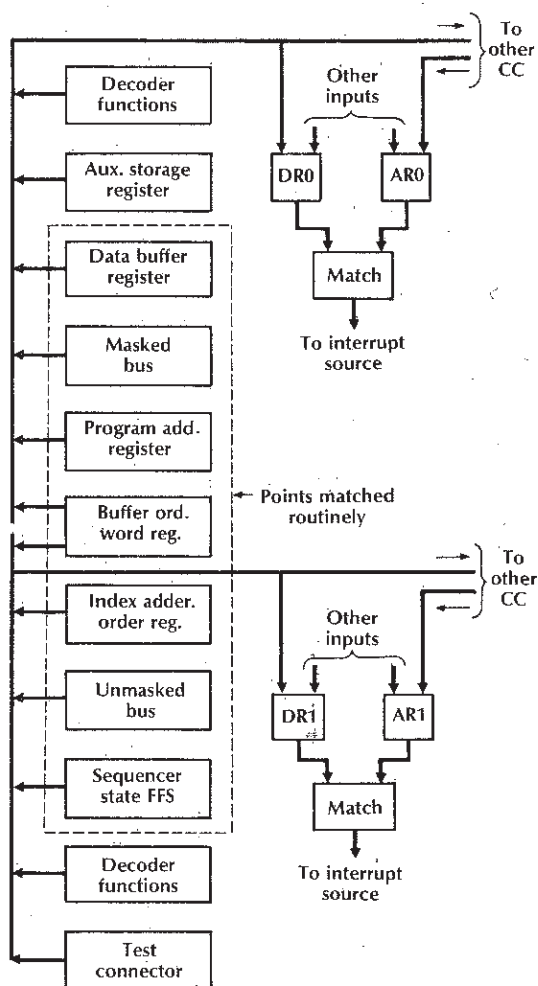 To
other
CC
Decoder
functions
Other
inputs
Aux. storage
register
DR0
AR0
Data buffer
register
Match
Masked
bus
To interrupt
source
Program add.
register
Buffer ord.
word reg.
Points matched
routinely
To
other
CC
Index adder.
order reg.
Other
inputs
Unmasked
bus
DR1
AR1
Sequencer
state FFS
Match
Decoder
functions
To interrupt
source
Test
connector